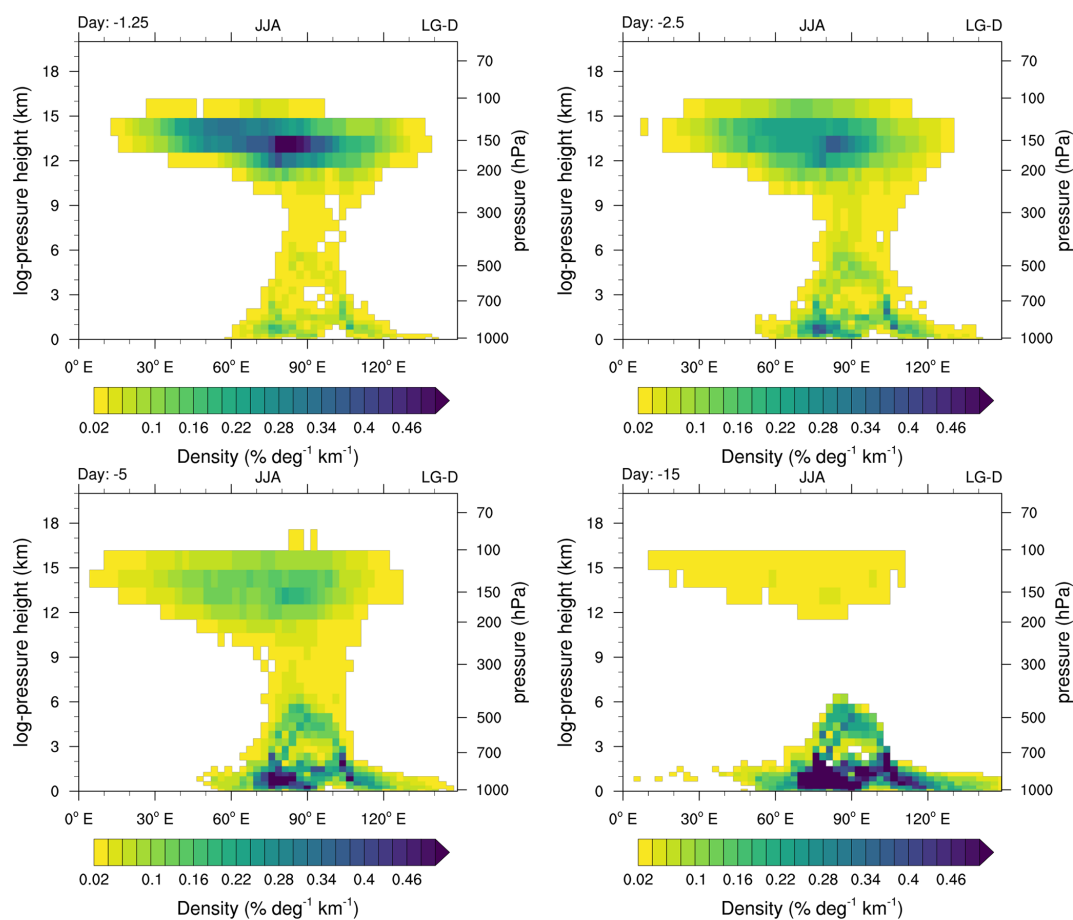 Day: -1.25 JJA LG-D
18
15
12
9
6
3
0
log-pressure height (km)
70
100
150
200
300
500
700
1000
pressure (hPa)
0° E 30° E 60° E 90° E 120° E
0.02 0.1 0.16 0.22 0.28 0.34 0.4 0.46
Density (% deg⁻¹ km⁻¹)
Day: -2.5 JJA LG-D
18
15
12
9
6
3
0
log-pressure height (km)
70
100
150
200
300
500
700
1000
pressure (hPa)
0° E 30° E 60° E 90° E 120° E
0.02 0.1 0.16 0.22 0.28 0.34 0.4 0.46
Density (% deg⁻¹ km⁻¹)
Day: -5 JJA LG-D
18
15
12
9
6
3
0
log-pressure height (km)
70
100
150
200
300
500
700
1000
pressure (hPa)
0° E 30° E 60° E 90° E 120° E
0.02 0.1 0.16 0.22 0.28 0.34 0.4 0.46
Density (% deg⁻¹ km⁻¹)
Day: -15 JJA LG-D
18
15
12
9
6
3
0
log-pressure height (km)
70
100
150
200
300
500
700
1000
pressure (hPa)
0° E 30° E 60° E 90° E 120° E
0.02 0.1 0.16 0.22 0.28 0.34 0.4 0.46
Density (% deg⁻¹ km⁻¹)